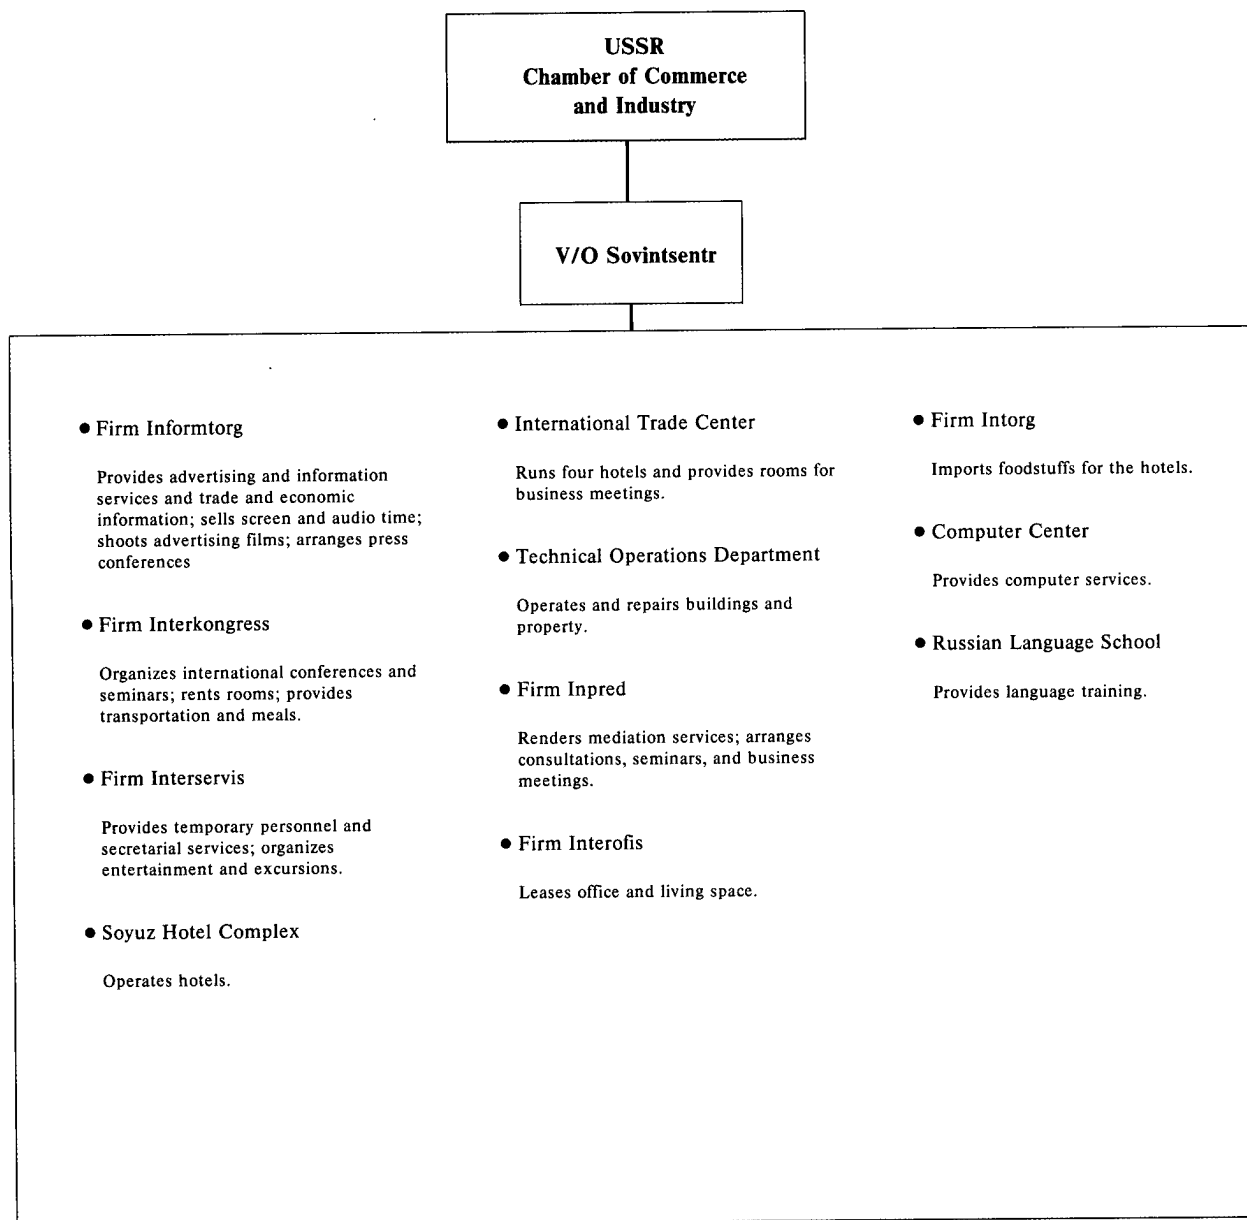 USSR
Chamber of Commerce
and Industry
V/O Sovintsentr
● Firm Informtorg
Provides advertising and information
services and trade and economic
information; sells screen and audio time;
shoots advertising films; arranges press
conferences
● Firm Interkongress
Organizes international conferences and
seminars; rents rooms; provides
transportation and meals.
● Firm Interservis
Provides temporary personnel and
secretarial services; organizes
entertainment and excursions.
● Soyuz Hotel Complex
Operates hotels.
● International Trade Center
Runs four hotels and provides rooms for
business meetings.
● Technical Operations Department
Operates and repairs buildings and
property.
● Firm Inpred
Renders mediation services; arranges
consultations, seminars, and business
meetings.
● Firm Interofis
Leases office and living space.
● Firm Intorg
Imports foodstuffs for the hotels.
● Computer Center
Provides computer services.
● Russian Language School
Provides language training.